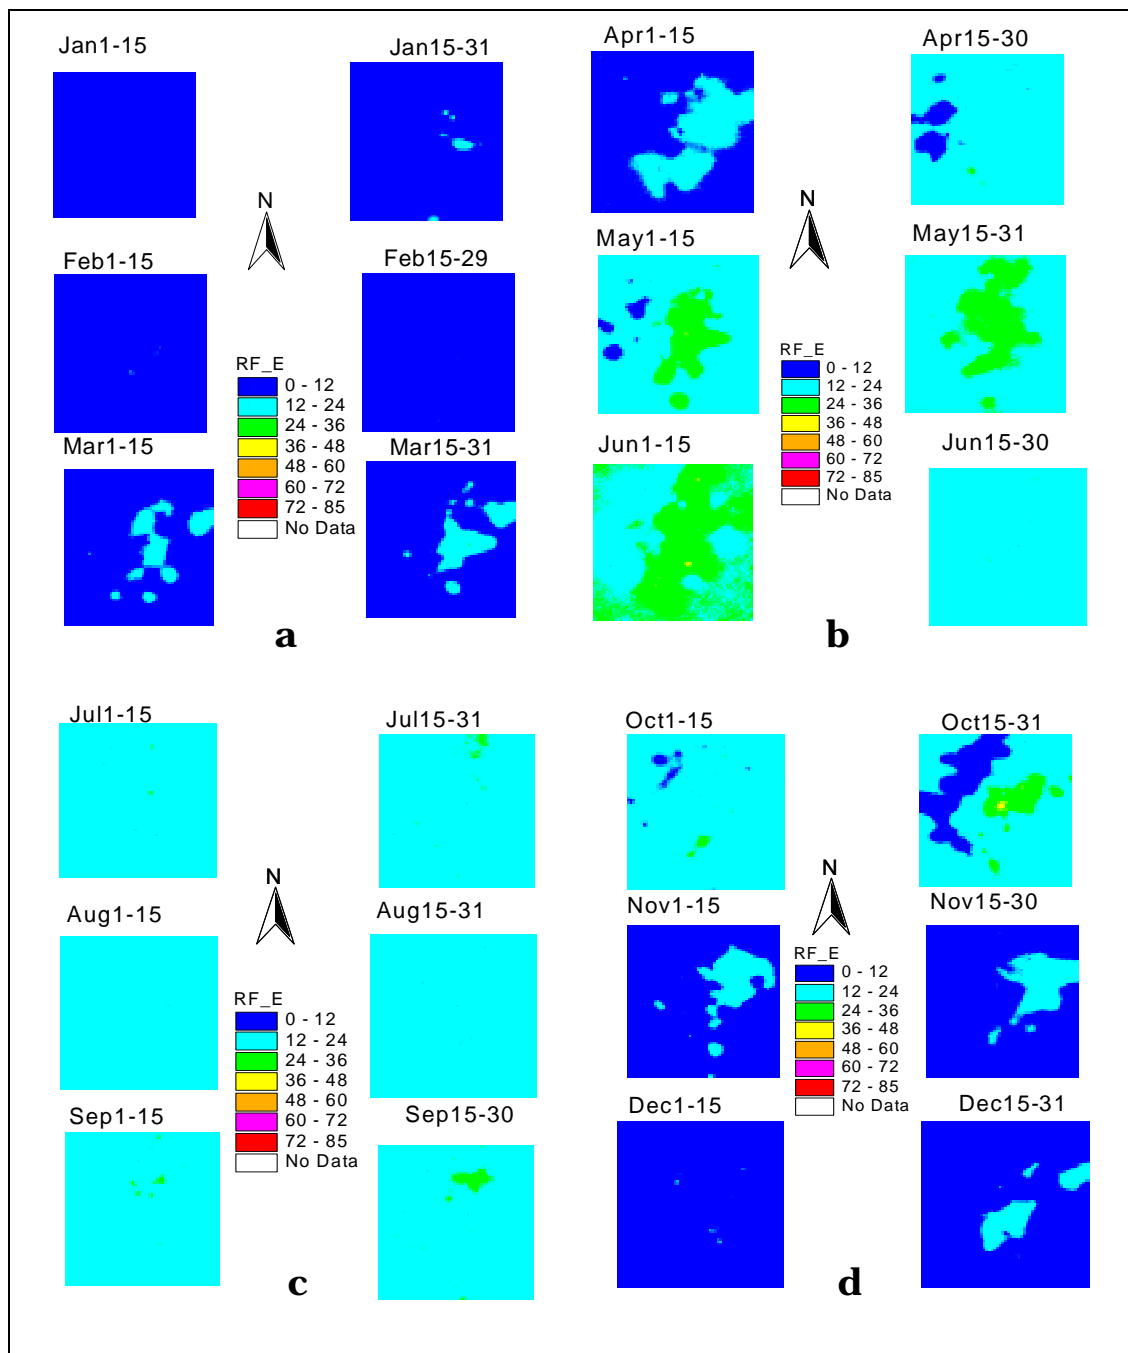 Jan1-15
Jan15-31
N
Feb1-15
Feb15-29
RF_E
0 - 12
12 - 24
24 - 36
36 - 48
48 - 60
60 - 72
72 - 85
No Data
Mar1-15
Mar15-31
a
Apr1-15
Apr15-30
N
May1-15
May15-31
RF_E
0 - 12
12 - 24
24 - 36
36 - 48
48 - 60
60 - 72
72 - 85
No Data
Jun1-15
Jun15-30
b
Jul1-15
Jul15-31
N
Aug1-15
Aug15-31
RF_E
0 - 12
12 - 24
24 - 36
36 - 48
48 - 60
60 - 72
72 - 85
No Data
Sep1-15
Sep15-30
c
Oct1-15
Oct15-31
N
Nov1-15
Nov15-30
RF_E
0 - 12
12 - 24
24 - 36
36 - 48
48 - 60
60 - 72
72 - 85
No Data
Dec1-15
Dec15-31
d